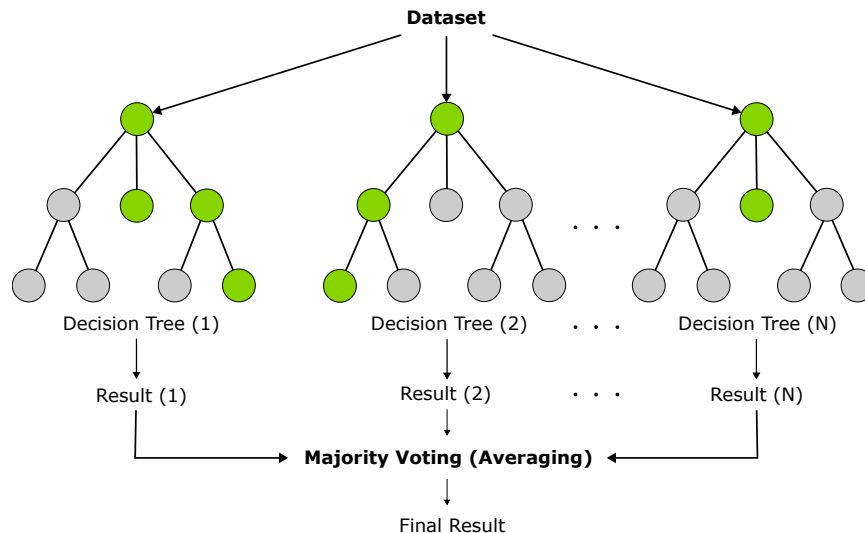 Dataset
Decision Tree (1)
Decision Tree (2)
. . .
Decision Tree (N)
Result (1)
Result (2)
. . .
Result (N)
Majority Voting (Averaging)
Final Result